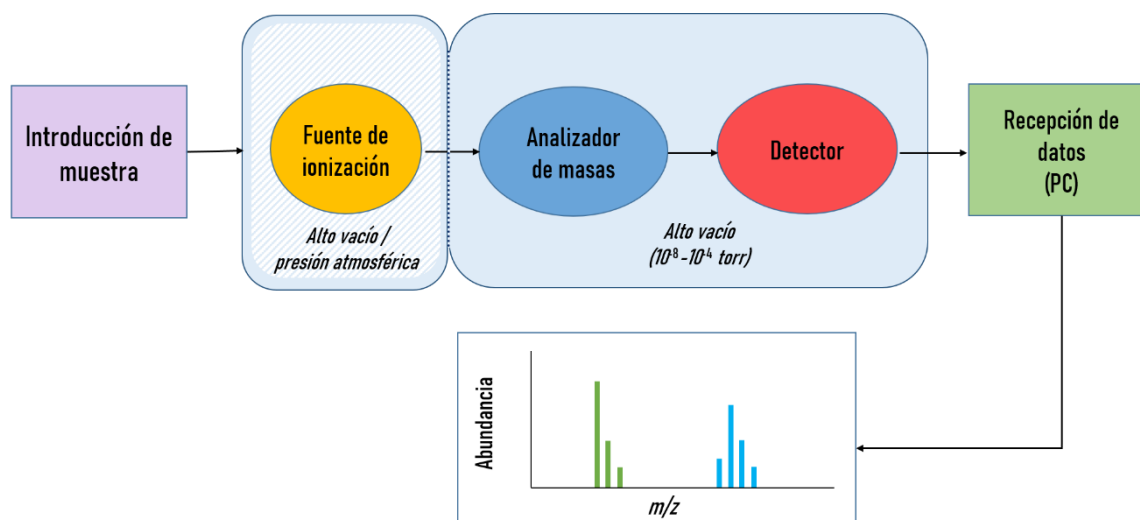 Introducción de
muestra
Fuente de
ionización
Alto vacío /
presión atmosférica
Analizador
de masas
Detector
Alto vacío
(10⁻⁸-10⁻⁴ torr)
Recepción de
datos
(PC)
Abundancia
m/z